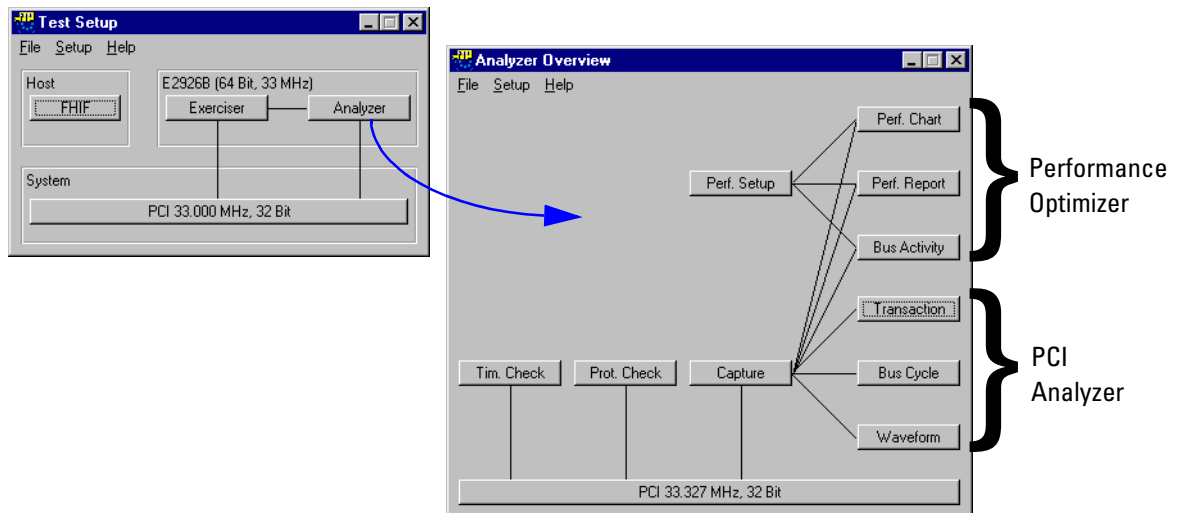 Test Setup
File Setup Help
Host
FHIF
E2926B (64 Bit, 33 MHz)
Exerciser
Analyzer
System
PCI 33.000 MHz, 32 Bit
Analyzer Overview
File Setup Help
Perf. Chart
Perf. Setup
Perf. Report
Bus Activity
Transaction
Tim. Check
Prot. Check
Capture
Bus Cycle
Waveform
PCI 33.327 MHz, 32 Bit
Performance
Optimizer
PCI
Analyzer